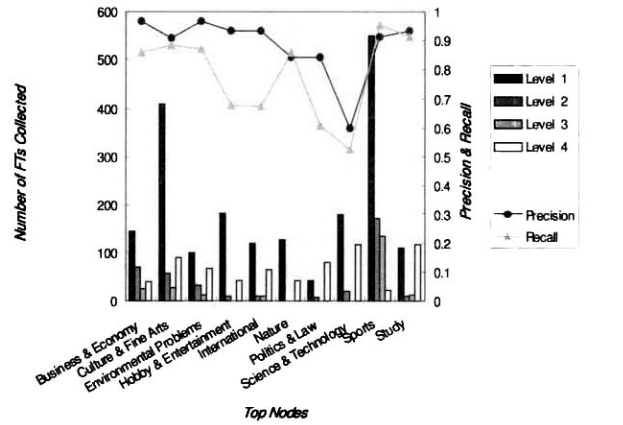 600
500
400
300
200
100
0
Number of FTs Collected
1
0.9
0.8
0.7
0.6
0.5
0.4
0.3
0.2
0.1
0
Precision & Recall
Level 1
Level 2
Level 3
Level 4
Precision
Recall
Business & Economy
Culture & Fine Arts
Environmental Problems
Hobby & Entertainment
International
Nature
Politics & Law
Science & Technology
Sports
Study
Top Nodes